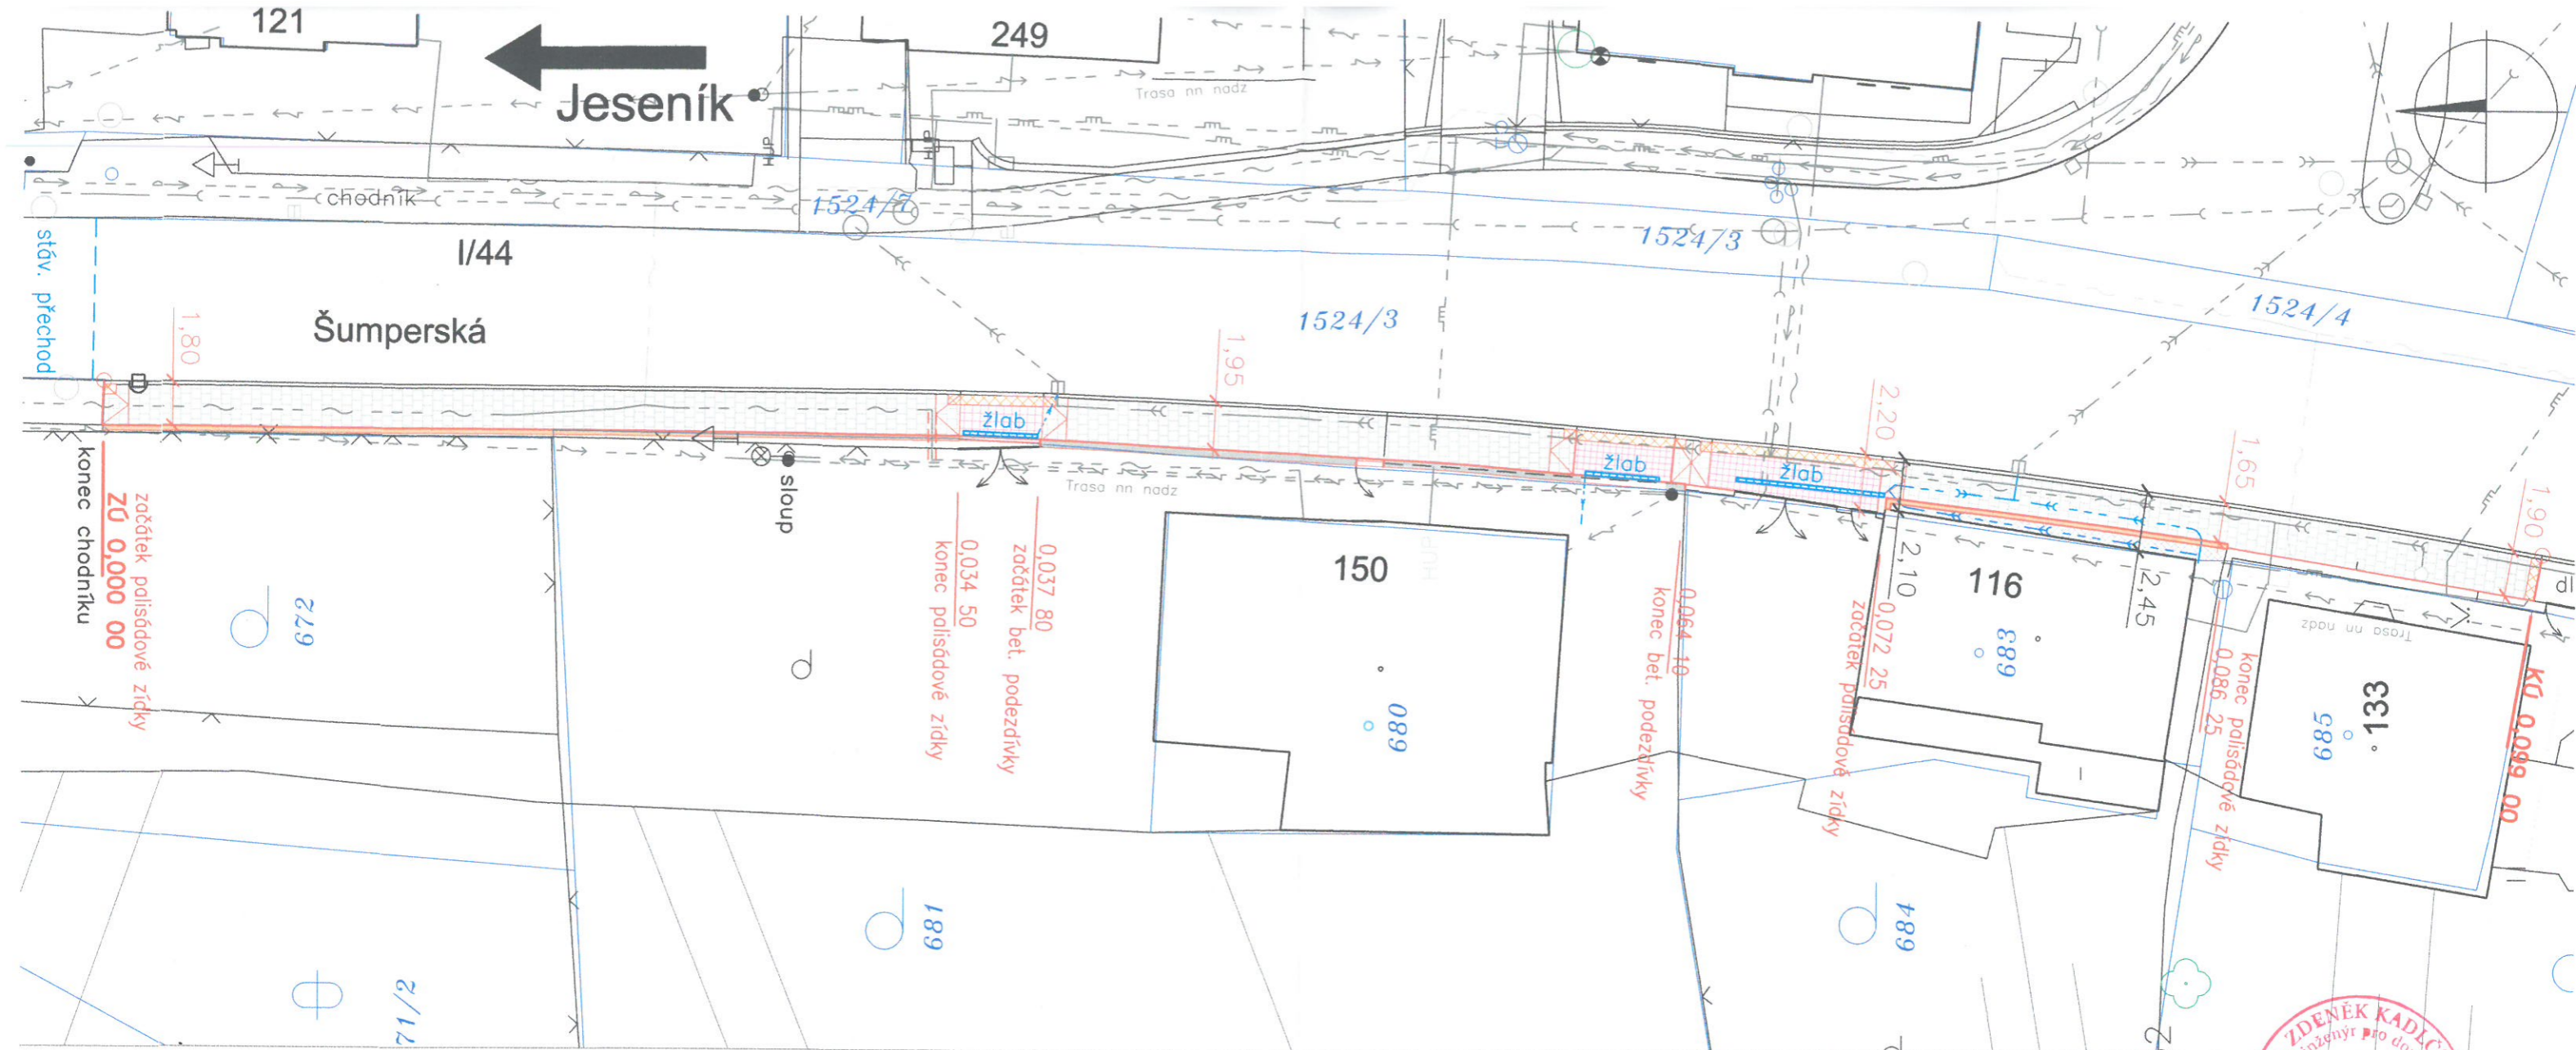 121
249
Jeseník
Trasa nn nadz
HUP
HUP
chodník
1524/7
1524/3
I/44
1524/3
1524/4
stáv. přechod
Šumperská
1,80
1,95
2,20
1,65
1,90
žlab
žlab
žlab
Trasa nn nadz
sloup
konec chodníku
ZÚ 0,000 00
začátek palisádové zídky
0,034 50
konec palisádové zídky
0,037 80
začátek bet. podezdívky
150
HUP
0,064 10
konec bet. podezdívky
2,10
0,072 25
začátek palisádové zídky
116
2,45
683
konec palisádové zídky
0,086 25
Trasa nn nadz
133
685
KÚ 0,099 00
672
680
681
684
71/2
2
ZDENĚK KADLČ